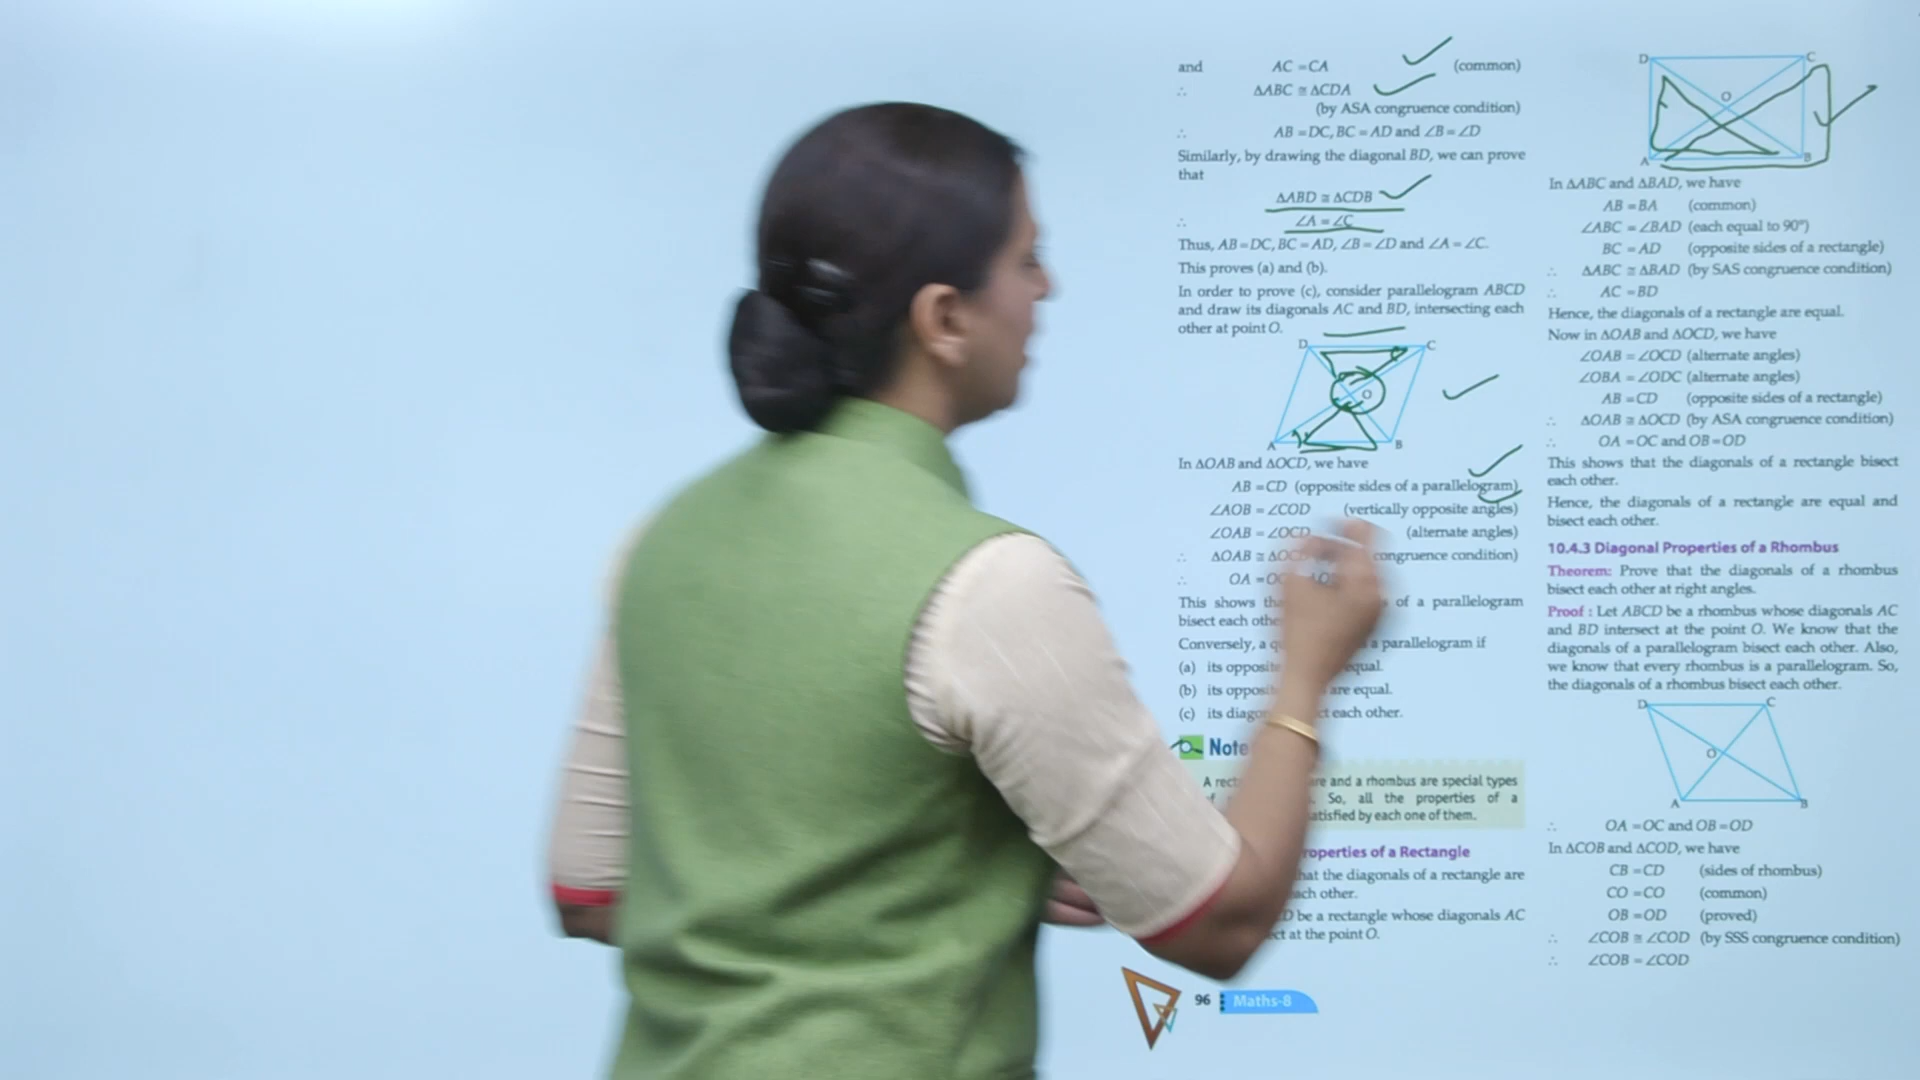 and AC = CA (common)
∴ ΔABC ≅ ΔCDA
(by ASA congruence condition)
∴ AB = DC, BC = AD and ∠B = ∠D
Similarly, by drawing the diagonal BD, we can prove
that
ΔABD ≅ ΔCDB
∴ ∠A = ∠C
Thus, AB = DC, BC = AD, ∠B = ∠D and ∠A = ∠C.
This proves (a) and (b).
In order to prove (c), consider parallelogram ABCD
and draw its diagonals AC and BD, intersecting each
other at point O.
D C
O
A B
In ΔOAB and ΔOCD, we have
AB = CD (opposite sides of a parallelogram)
∠AOB = ∠COD (vertically opposite angles)
∠OAB = ∠OCD (alternate angles)
∴ ΔOAB ≅ ΔOCD congruence condition)
∴ OA = OC
This shows of a parallelogram
bisect each
Conversely, a a parallelogram if
(a) its equal.
(b) its are equal.
(c) its each other.
Note
A and a rhombus are special types
So, all the properties of a
satisfied by each one of them.
of a Rectangle
the diagonals of a rectangle are
other.
be a rectangle whose diagonals AC
at the point O.
96 Maths-8
D C
O
A B
In ΔABC and ΔBAD, we have
AB = BA (common)
∠ABC = ∠BAD (each equal to 90°)
BC = AD (opposite sides of a rectangle)
∴ ΔABC ≅ ΔBAD (by SAS congruence condition)
∴ AC = BD
Hence, the diagonals of a rectangle are equal.
Now in ΔOAB and ΔOCD, we have
∠OAB = ∠OCD (alternate angles)
∠OBA = ∠ODC (alternate angles)
AB = CD (opposite sides of a rectangle)
∴ ΔOAB ≅ ΔOCD (by ASA congruence condition)
∴ OA = OC and OB = OD
This shows that the diagonals of a rectangle bisect
each other.
Hence, the diagonals of a rectangle are equal and
bisect each other.
10.4.3 Diagonal Properties of a Rhombus
Theorem: Prove that the diagonals of a rhombus
bisect each other at right angles.
Proof : Let ABCD be a rhombus whose diagonals AC
and BD intersect at the point O. We know that the
diagonals of a parallelogram bisect each other. Also,
we know that every rhombus is a parallelogram. So,
the diagonals of a rhombus bisect each other.
D C
O
A B
∴ OA = OC and OB = OD
In ΔCOB and ΔCOD, we have
CB = CD (sides of rhombus)
CO = CO (common)
OB = OD (proved)
∴ ∠COB ≅ ∠COD (by SSS congruence condition)
∴ ∠COB = ∠COD